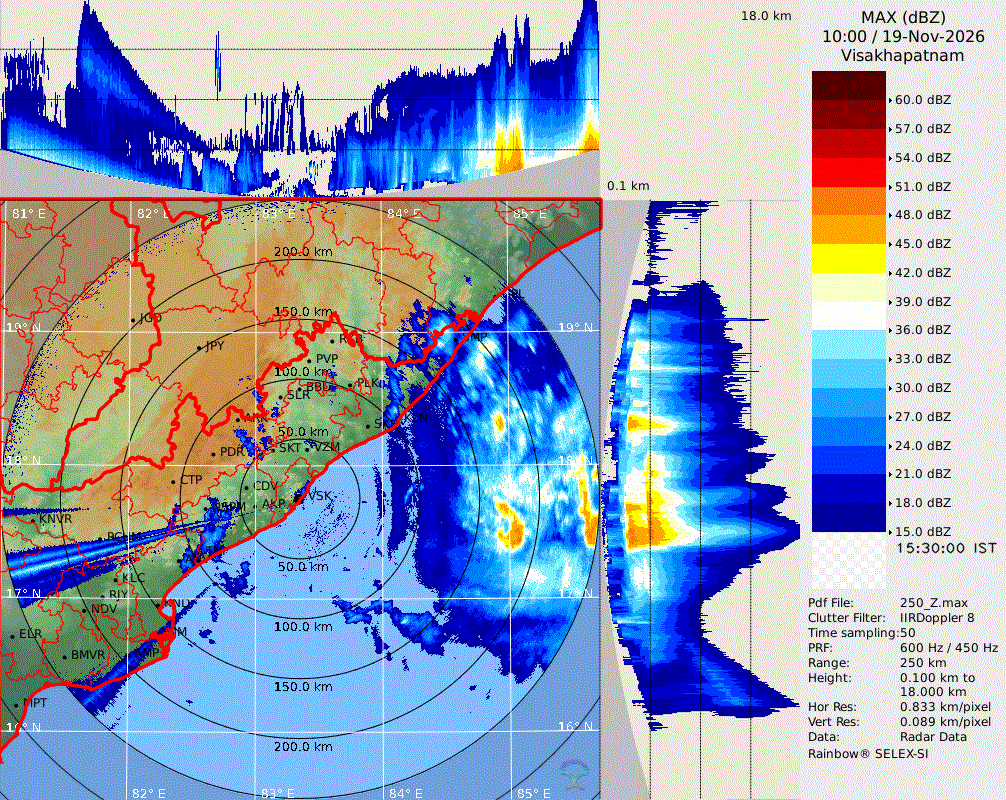 18.0 km
MAX (dBZ)
10:00 / 19-Nov-2026
Visakhapatnam
60.0 dBZ
57.0 dBZ
54.0 dBZ
51.0 dBZ
48.0 dBZ
45.0 dBZ
42.0 dBZ
39.0 dBZ
36.0 dBZ
33.0 dBZ
30.0 dBZ
27.0 dBZ
24.0 dBZ
21.0 dBZ
18.0 dBZ
15.0 dBZ
15:30:00 IST
0.1 km
81° E
82° E
83° E
84° E
85° E
200.0 km
150.0 km
JGD
19° N
19° N
JPY
PVP
100.0 km
PLK
SLR
50.0 km
PDR
SKT
VZM
18° N
18° N
CTP
CDV
VSK
AKP
KNVR
50.0 km
KLC
RJY
17° N
17° N
NDV
100.0 km
ELR
BMVR
150.0 km
MPT
16° N
16° N
200.0 km
82° E
83° E
84° E
85° E
Pdf File: 250_Z.max
Clutter Filter: IIRDoppler 8
Time sampling:50
PRF: 600 Hz / 450 Hz
Range: 250 km
Height: 0.100 km to
18.000 km
Hor Res: 0.833 km/pixel
Vert Res: 0.089 km/pixel
Data: Radar Data
Rainbow® SELEX-SI